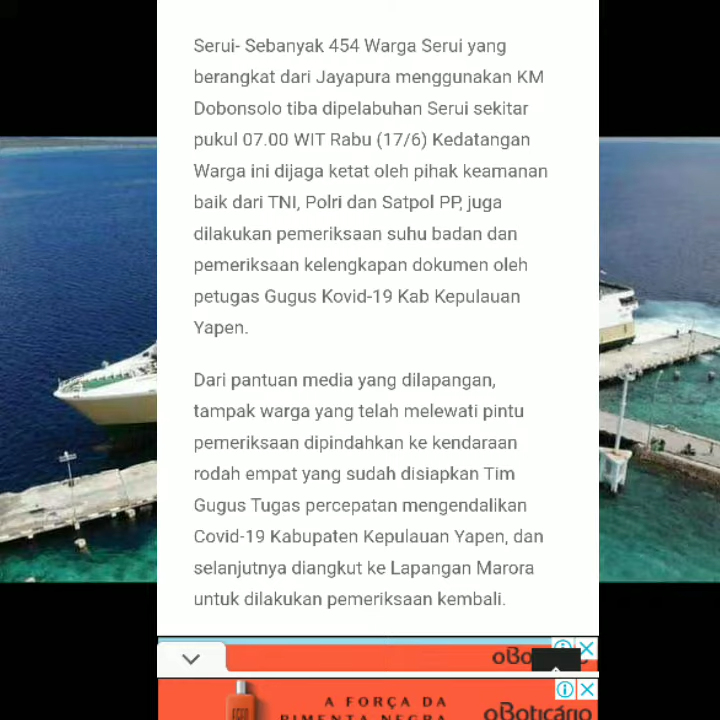 Serui- Sebanyak 454 Warga Serui yang
berangkat dari Jayapura menggunakan KM
Dobonsolo tiba dipelabuhan Serui sekitar
pukul 07.00 WIT Rabu (17/6) Kedatangan
Warga ini dijaga ketat oleh pihak keamanan
baik dari TNI, Polri dan Satpol PP, juga
dilakukan pemeriksaan suhu badan dan
pemeriksaan kelengkapan dokumen oleh
petugas Gugus Kovid-19 Kab Kepulauan
Yapen.
Dari pantuan media yang dilapangan,
tampak warga yang telah melewati pintu
pemeriksaan dipindahkan ke kendaraan
rodah empat yang sudah disiapkan Tim
Gugus Tugas percepatan mengendalikan
Covid-19 Kabupaten Kepulauan Yapen, dan
selanjutnya diangkut ke Lapangan Marora
untuk dilakukan pemeriksaan kembali.
A FORÇA DA
PIMENTA NEGRA
oBoticário